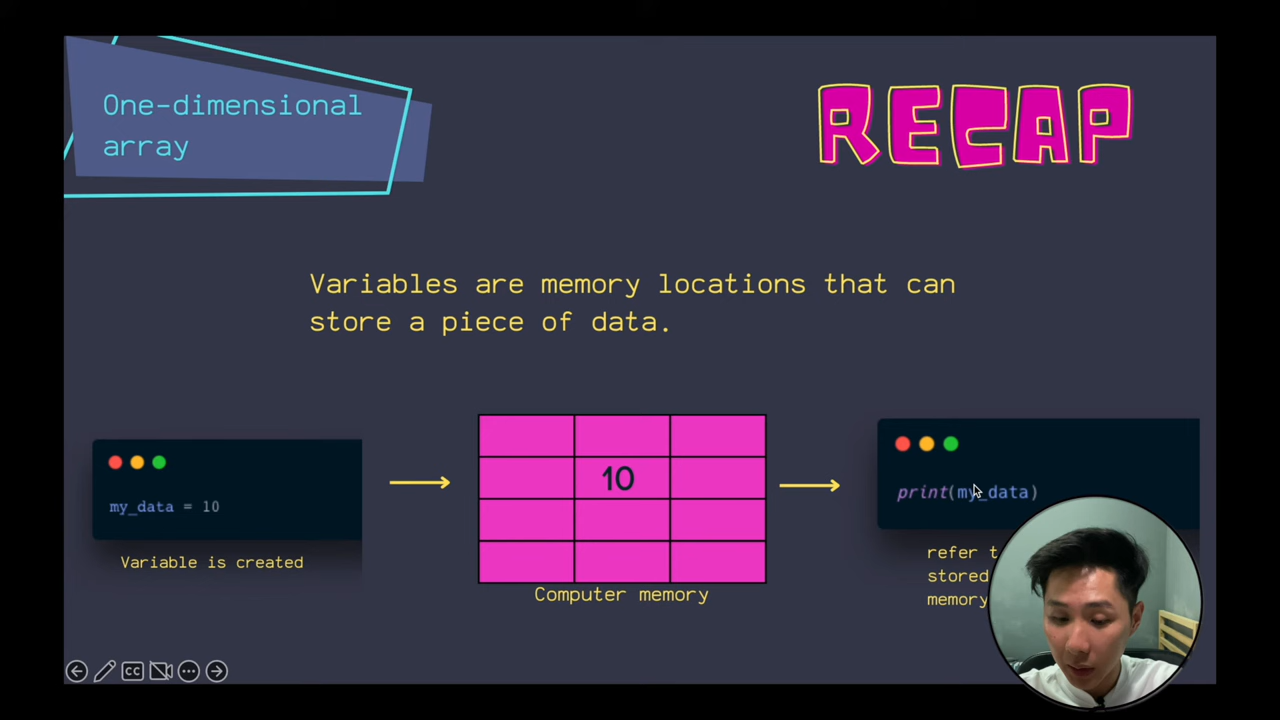 One-dimensional
array
RECAP
Variables are memory locations that can
store a piece of data.
my_data = 10
Variable is created
10
Computer memory
print(my_data)
refer
stored
memory
CC